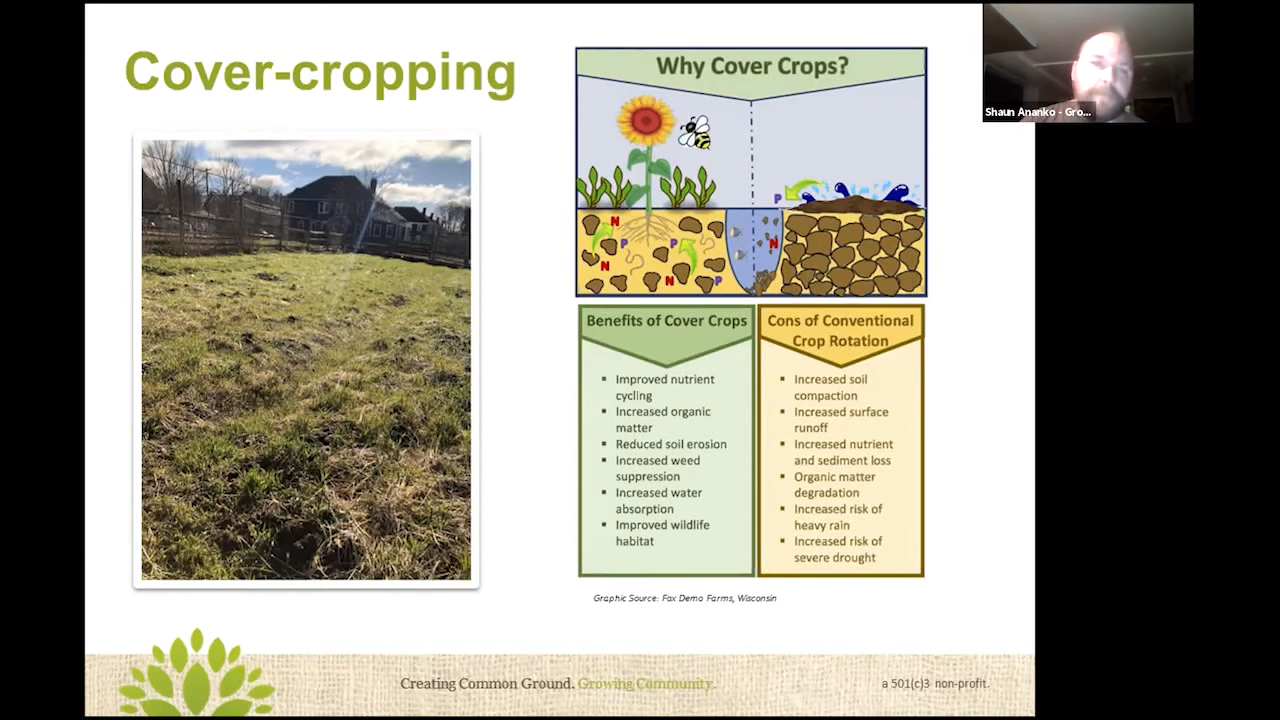 Cover-cropping
Why Cover Crops?
P
N
P
P
N
N
N
P
Benefits of Cover Crops
▪ Improved nutrient
cycling
▪ Increased organic
matter
▪ Reduced soil erosion
▪ Increased weed
suppression
▪ Increased water
absorption
▪ Improved wildlife
habitat
Cons of Conventional
Crop Rotation
▪ Increased soil
compaction
▪ Increased surface
runoff
▪ Increased nutrient
and sediment loss
▪ Organic matter
degradation
▪ Increased risk of
heavy rain
▪ Increased risk of
severe drought
Graphic Source: Fox Demo Farms, Wisconsin
Creating Common Ground. Growing Community.
a 501(c)3 non-profit.
Shaun Ananko - Gro...